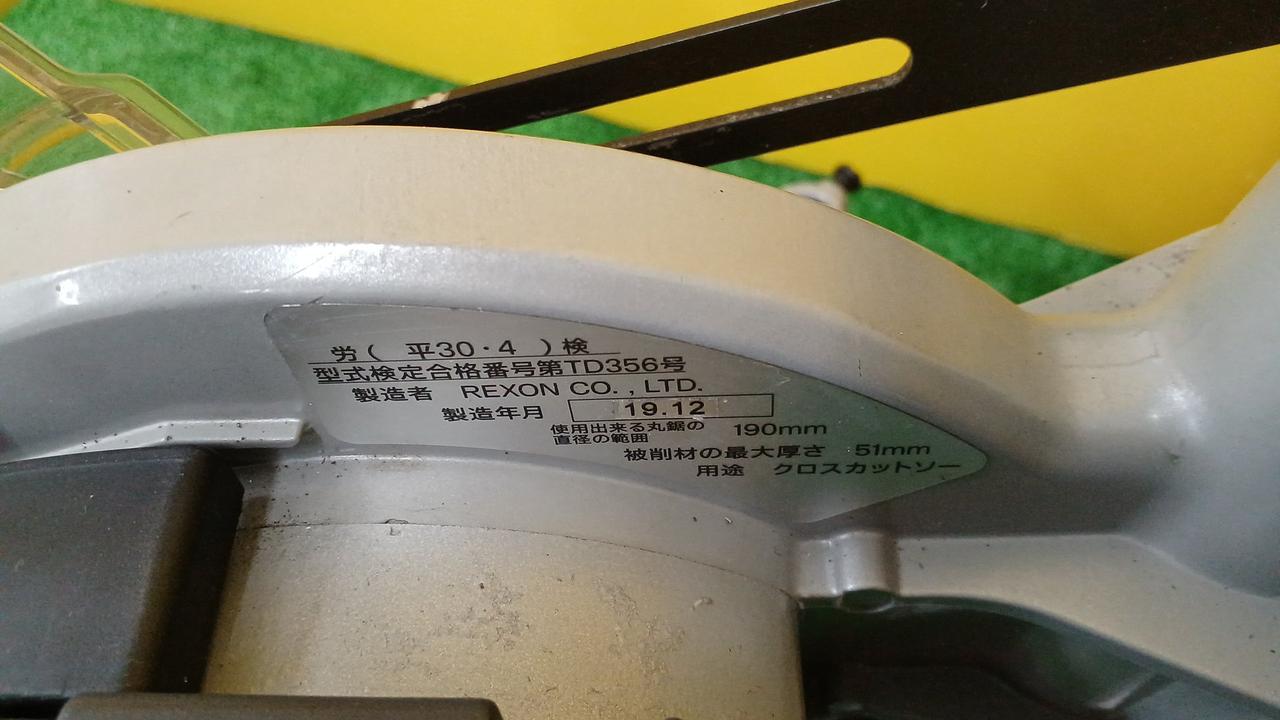 労( 平30・4 )検
型式検定合格番号第TD356号
製造者 REXON CO.,LTD.
製造年月 19.12
使用出来る丸鋸の
直径の範囲 190mm
被削材の最大厚さ 51mm
用途 クロスカットソー